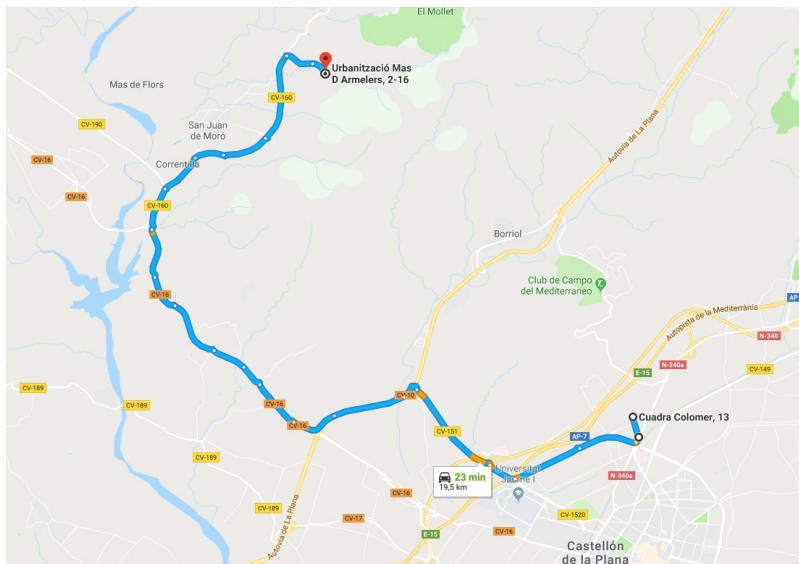 El Mollet
Urbanització Mas
D Armelers, 2-16
Mas de Flors
CV-160
CV-190
San Juan
de Moró
CV-16
Correntilla
CV-16
CV-160
Autovía de La Plana
Borriol
Club de Campo
del Mediterraneo
CV-16
Autopista de la Mediterrània
AP-7
N-340
N-340a
E-15
CV-149
CV-189
CV-189
CV-16
CV-10
CV-16
CV-151
Cuadra Colomer, 13
AP-7
CV-189
Universitat
Jaume I
23 min
19,5 km
N-340a
CV-16
CV-189
CV-17
CV-1520
CV-16
E-15
Autovía de La Plana
Castellón
de la Plana